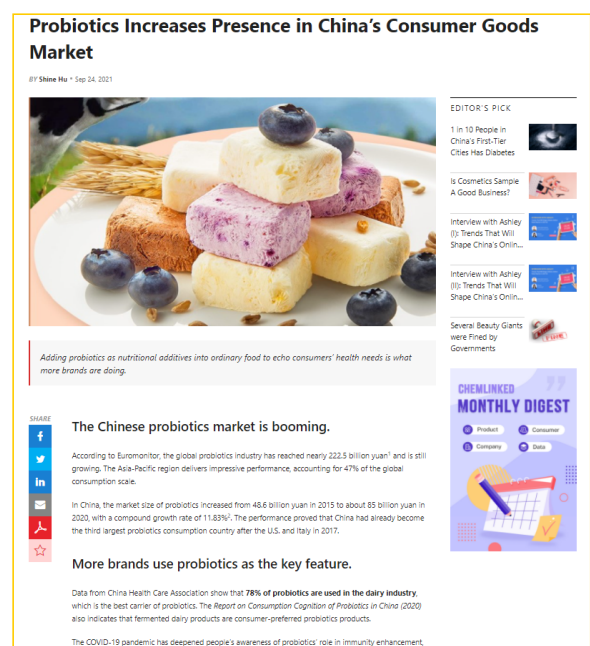 Probiotics Increases Presence in China's Consumer Goods
Market
BY Shine Hu • Sep 24, 2021
EDITOR'S PICK
1 in 10 People in
China's First-Tier
Cities Has Diabetes
Is Cosmetics Sample
A Good Business?
Interview with Ashley
(I): Trends That Will
Shape China's Onlin...
Interview with Ashley
(II): Trends That Will
Shape China's Onlin...
Several Beauty Giants
were Fined by
Governments
Adding probiotics as nutritional additives into ordinary food to echo consumers' health needs is what
more brands are doing.
CHEMLINKED
MONTHLY DIGEST
Product
Consumer
Company
Data
SHARE
The Chinese probiotics market is booming.
According to Euromonitor, the global probiotics industry has reached nearly 222.5 billion yuan¹ and is still
growing. The Asia-Pacific region delivers impressive performance, accounting for 47% of the global
consumption scale.
In China, the market size of probiotics increased from 48.6 billion yuan in 2015 to about 85 billion yuan in
2020, with a compound growth rate of 11.83%². The performance proved that China had already become
the third largest probiotics consumption country after the U.S. and Italy in 2017.
More brands use probiotics as the key feature.
Data from China Health Care Association show that 78% of probiotics are used in the dairy industry,
which is the best carrier of probiotics. The Report on Consumption Cognition of Probiotics in China (2020)
also indicates that fermented dairy products are consumer-preferred probiotics products.
The COVID-19 pandemic has deepened people's awareness of probiotics' role in immunity enhancement,